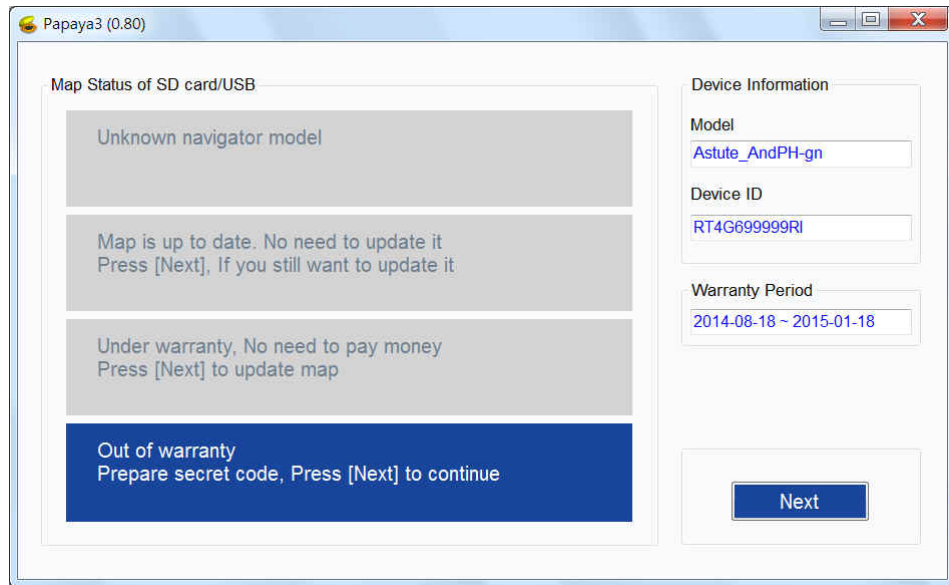 Papaya3 (0.80)
Map Status of SD card/USB
Unknown navigator model
Map is up to date. No need to update it
Press [Next], If you still want to update it
Under warranty, No need to pay money
Press [Next] to update map
Out of warranty
Prepare secret code, Press [Next] to continue
Device Information
Model
Astute_AndPH-gn
Device ID
RT4G699999RI
Warranty Period
2014-08-18 ~ 2015-01-18
Next